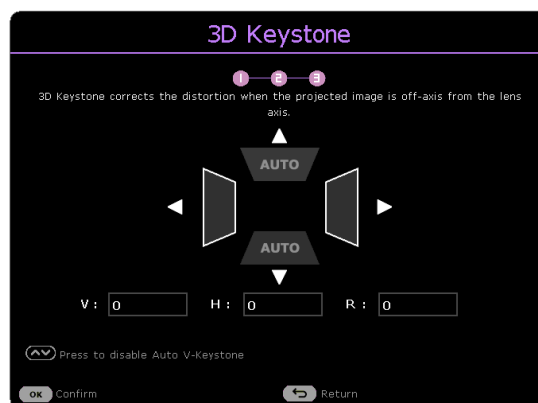 3D Keystone
1 2 3
3D Keystone corrects the distortion when the projected image is off-axis from the lens
axis.
AUTO
AUTO
V : 0 H : 0 R : 0
Press to disable Auto V-Keystone
OK Confirm Return